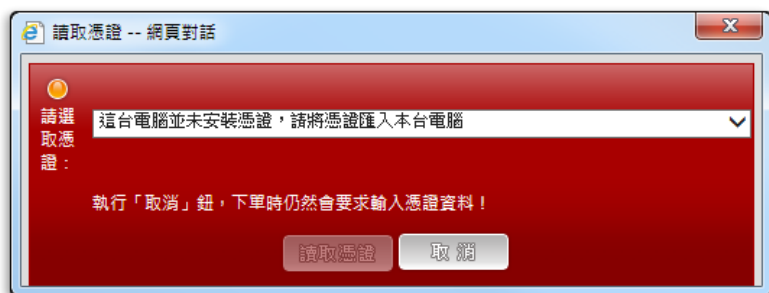 讀取憑證 -- 網頁對話
請選
取憑
證：
這台電腦並未安裝憑證，請將憑證匯入本台電腦
執行「取消」鈕，下單時仍然會要求輸入憑證資料！
讀取憑證
取 消